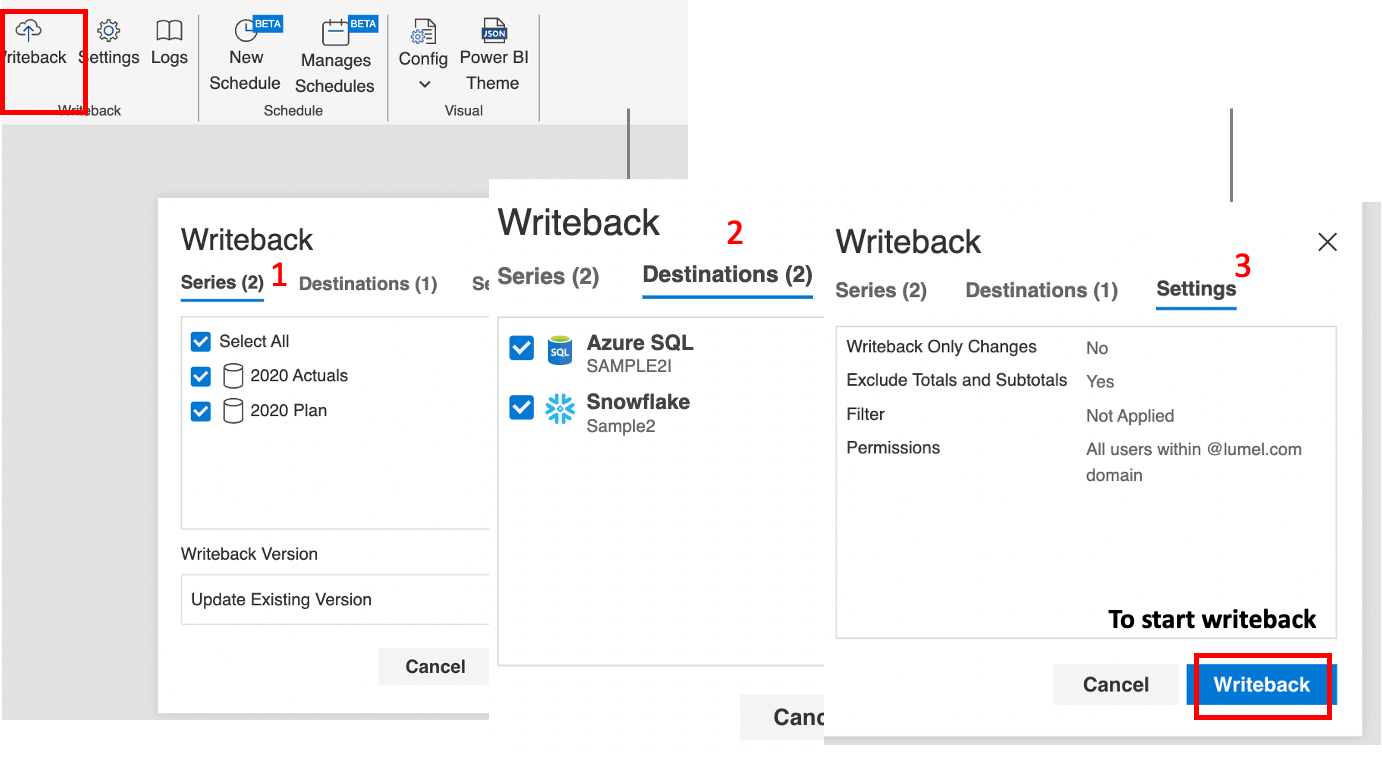 BETA
BETA
JSON
riteback
Settings
Logs
New
Schedule
Manages
Schedules
Config
Power BI
Theme
Writeback
Schedule
Visual
Writeback
Series (2)
1
Destinations (1)
Se
Select All
2020 Actuals
2020 Plan
Writeback Version
Update Existing Version
Cancel
Writeback
2
Series (2)
Destinations (2)
SQL
Azure SQL
SAMPLE2I
Snowflake
Sample2
Canc
Writeback
3
Series (2)
Destinations (1)
Settings
Writeback Only Changes No
Exclude Totals and Subtotals Yes
Filter Not Applied
Permissions All users within @lumel.com
domain
To start writeback
Cancel
Writeback